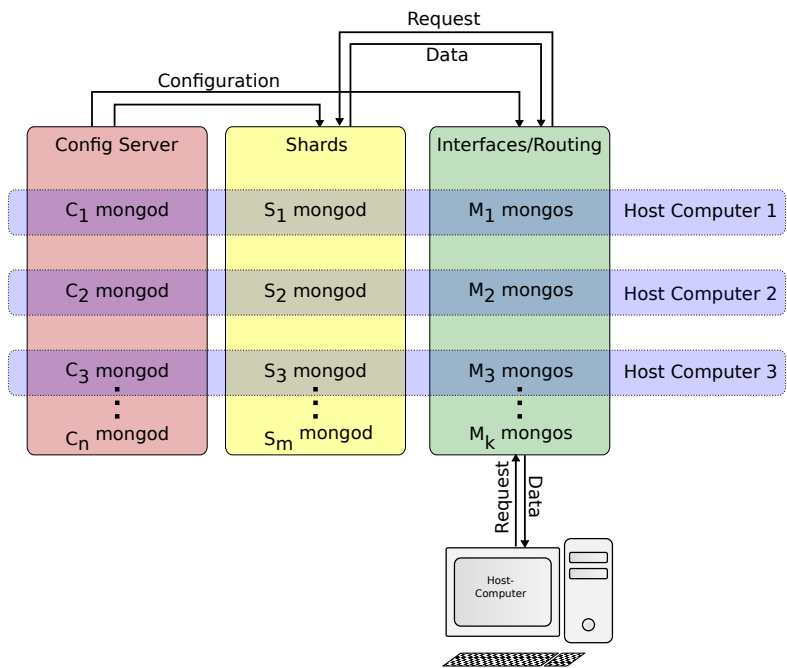 Request
Data
Configuration
Config Server
Shards
Interfaces/Routing
C1 mongod
S1 mongod
M1 mongos
Host Computer 1
C2 mongod
S2 mongod
M2 mongos
Host Computer 2
C3 mongod
S3 mongod
M3 mongos
Host Computer 3
Cn mongod
Sm mongod
Mk mongos
Request
Data
Host-
Computer